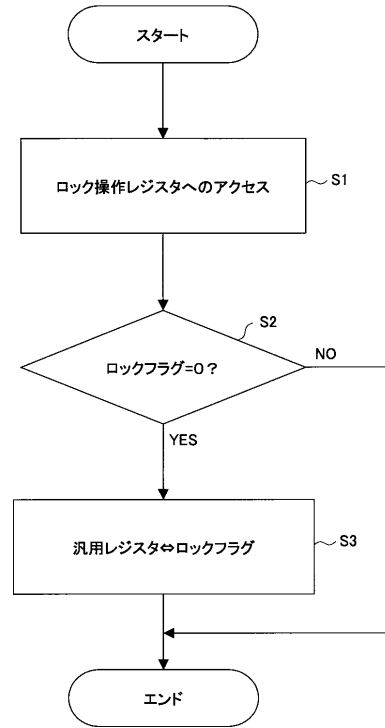 スタート
ロック操作レジスタへのアクセス
S1
S2
ロックフラグ=0?
NO
YES
汎用レジスタ⇔ロックフラグ
S3
エンド